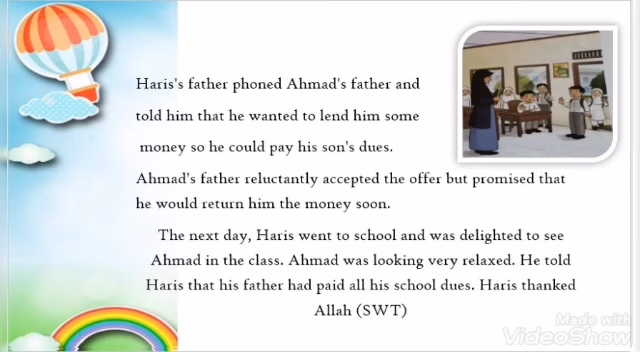 Haris's father phoned Ahmad's father and
told him that he wanted to lend him some
money so he could pay his son's dues.
Ahmad's father reluctantly accepted the offer but promised that
he would return him the money soon.
The next day, Haris went to school and was delighted to see
Ahmad in the class. Ahmad was looking very relaxed. He told
Haris that his father had paid all his school dues. Haris thanked
Allah (SWT)
Made with
VideoShow